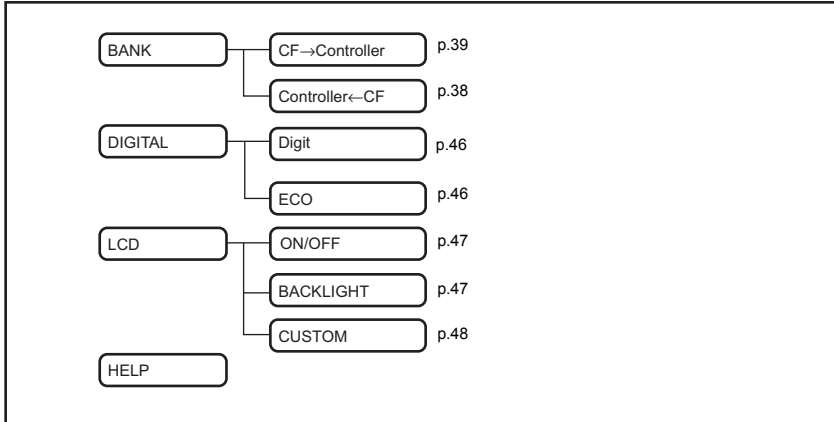 BANK CF→Controller p.39
Controller←CF p.38
DIGITAL Digit p.46
ECO p.46
LCD ON/OFF p.47
BACKLIGHT p.47
CUSTOM p.48
HELP